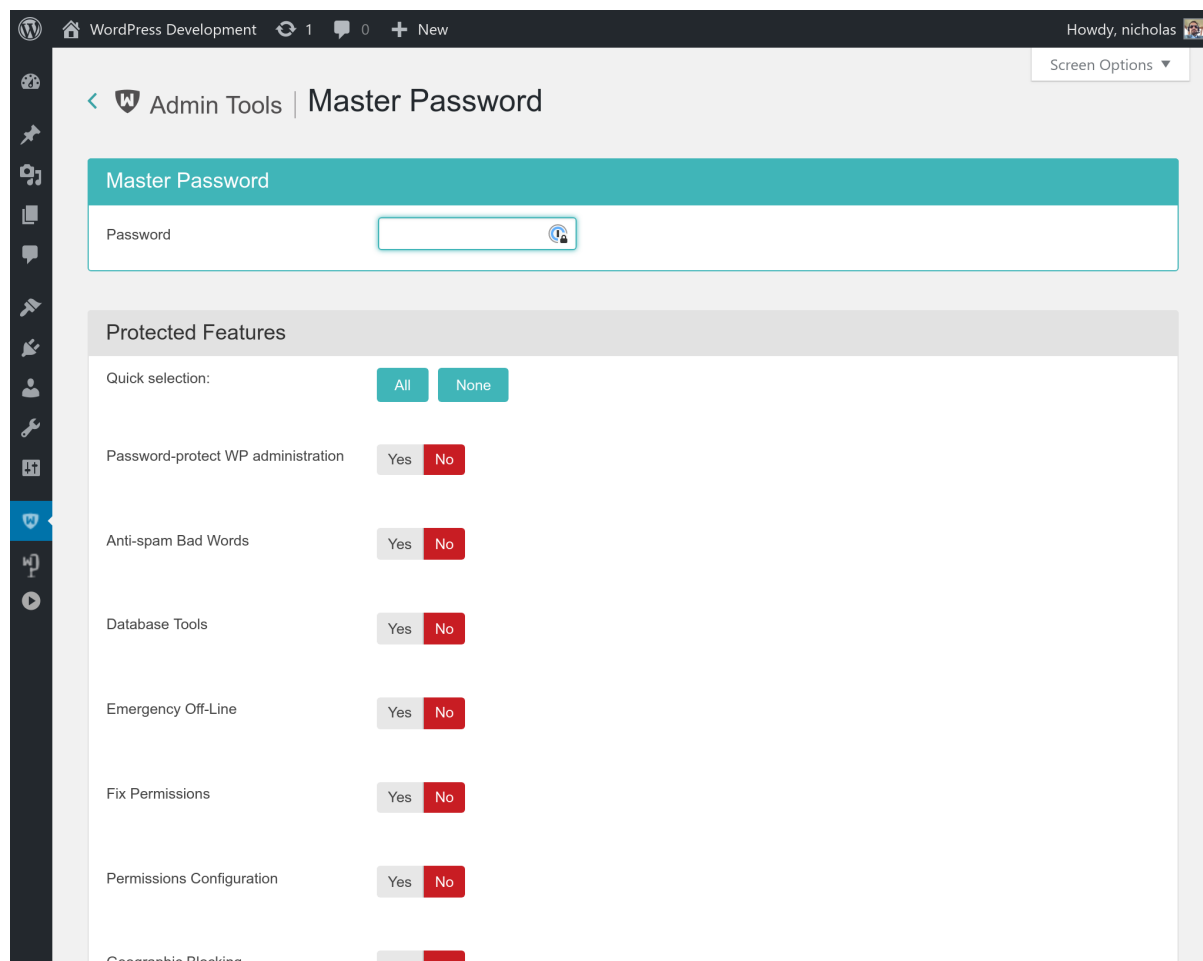 WordPress Development 1 0 New Howdy, nicholas
Screen Options ▼
Admin Tools | Master Password
Master Password
Password
Protected Features
Quick selection: All None
Password-protect WP administration Yes No
Anti-spam Bad Words Yes No
Database Tools Yes No
Emergency Off-Line Yes No
Fix Permissions Yes No
Permissions Configuration Yes No
Geographic Blocking